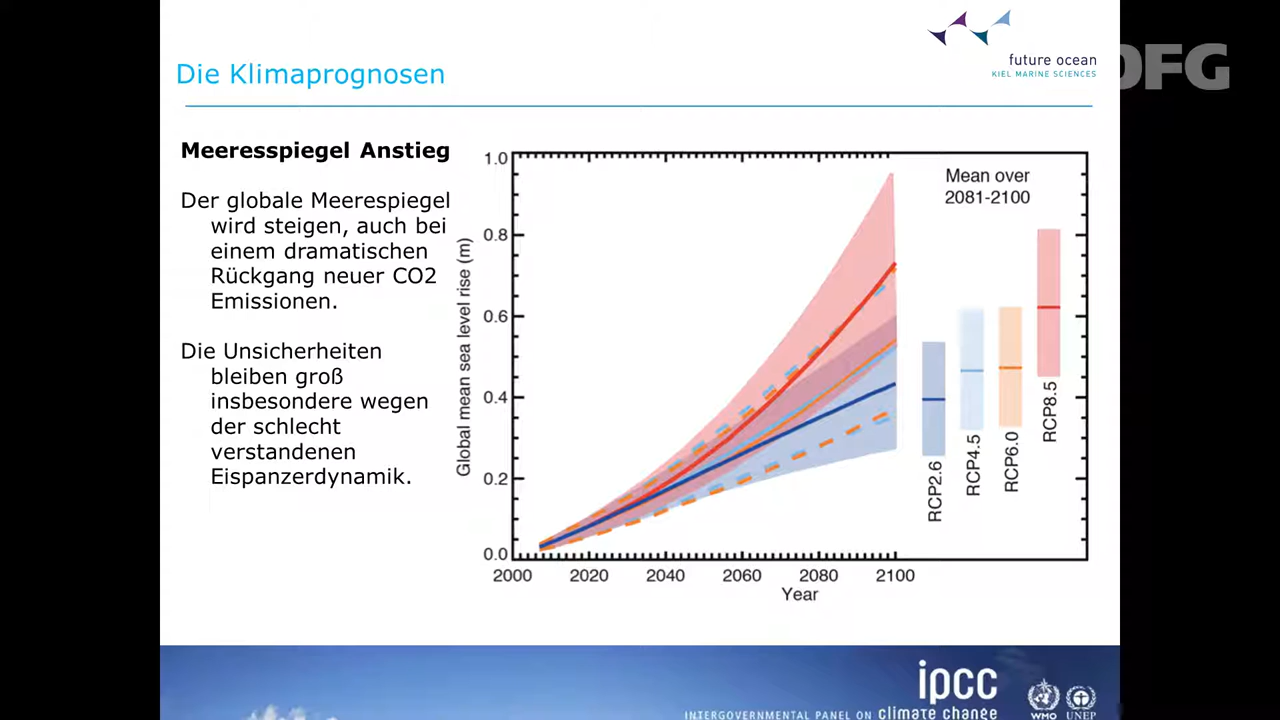 future ocean
KIEL MARINE SCIENCES
DFG
Die Klimaprognosen
Meeresspiegel Anstieg
Der globale Meerespiegel
wird steigen, auch bei
einem dramatischen
Rückgang neuer CO2
Emissionen.
Die Unsicherheiten
bleiben groß
insbesondere wegen
der schlecht
verstandenen
Eispanzerdynamik.
Global mean sea level rise (m)
1.0
0.8
0.6
0.4
0.2
0.0
2000 2020 2040 2060 2080 2100
Year
Mean over
2081-2100
RCP2.6
RCP4.5
RCP6.0
RCP8.5
ipcc
INTERGOVERNMENTAL PANEL ON climate change
WMO
UNEP